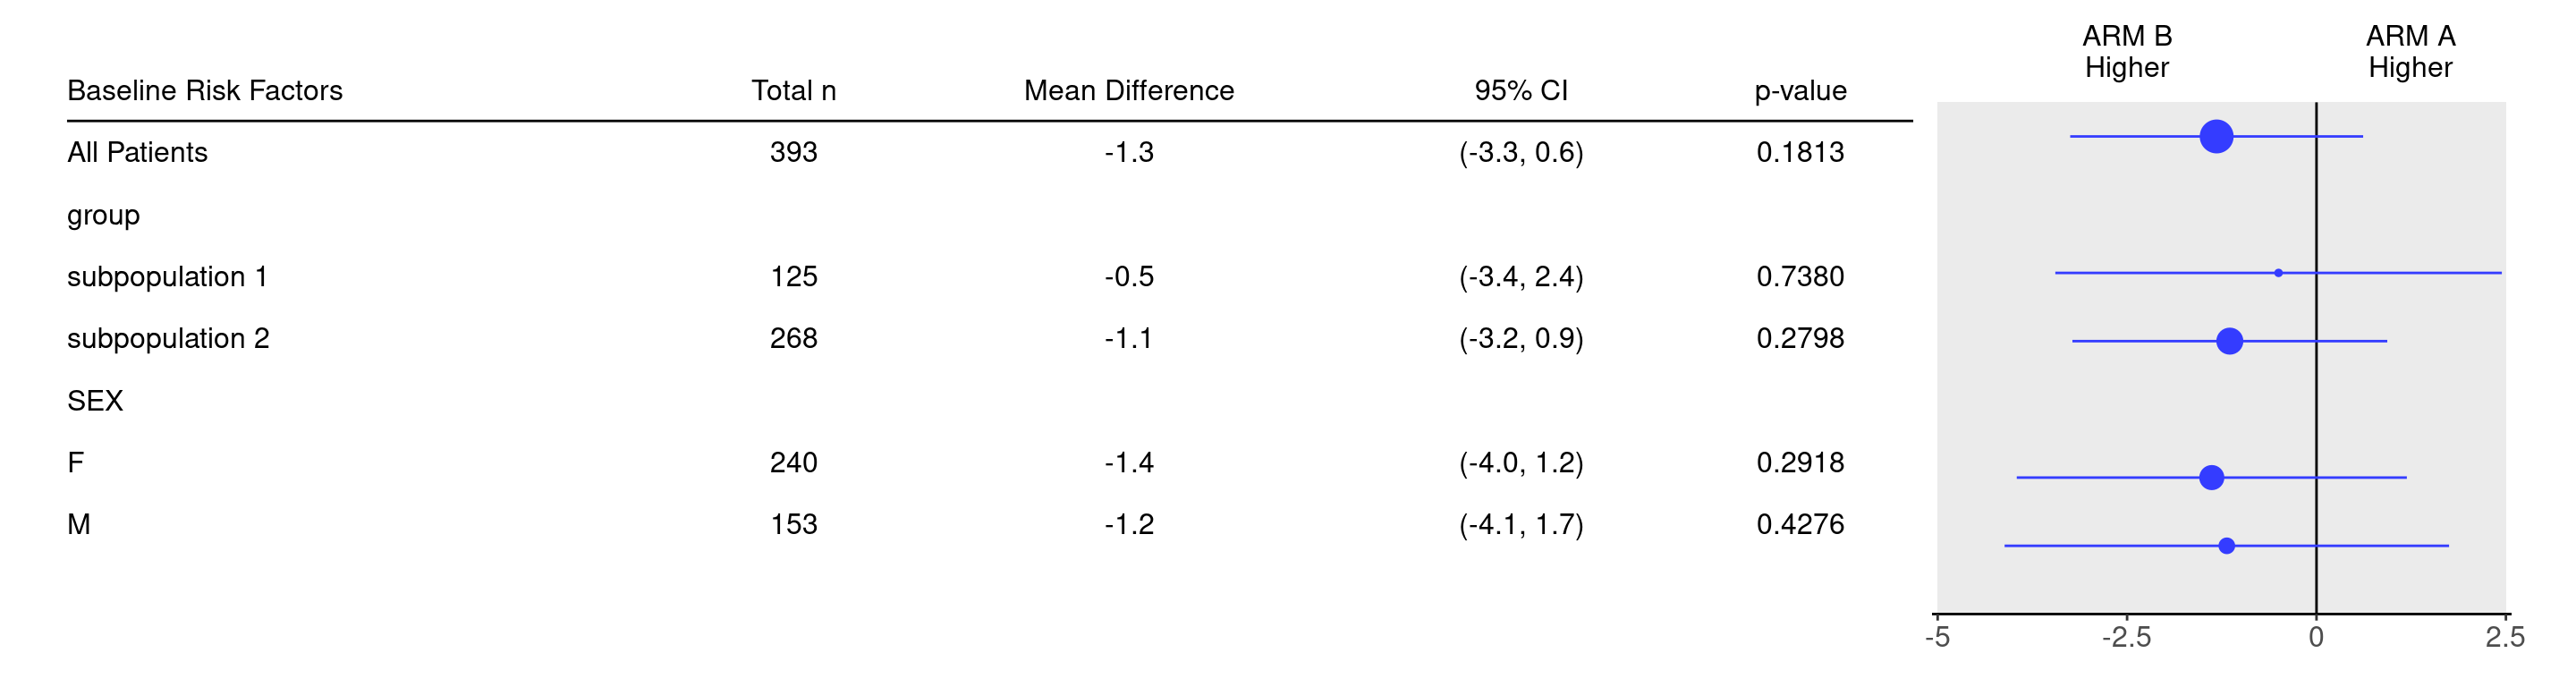 ARM B ARM A
Higher Higher
Baseline Risk Factors Total n Mean Difference 95% CI p-value
All Patients 393 -1.3 (-3.3, 0.6) 0.1813
group
subpopulation 1 125 -0.5 (-3.4, 2.4) 0.7380
subpopulation 2 268 -1.1 (-3.2, 0.9) 0.2798
SEX
F 240 -1.4 (-4.0, 1.2) 0.2918
M 153 -1.2 (-4.1, 1.7) 0.4276
-5 -2.5 0 2.5